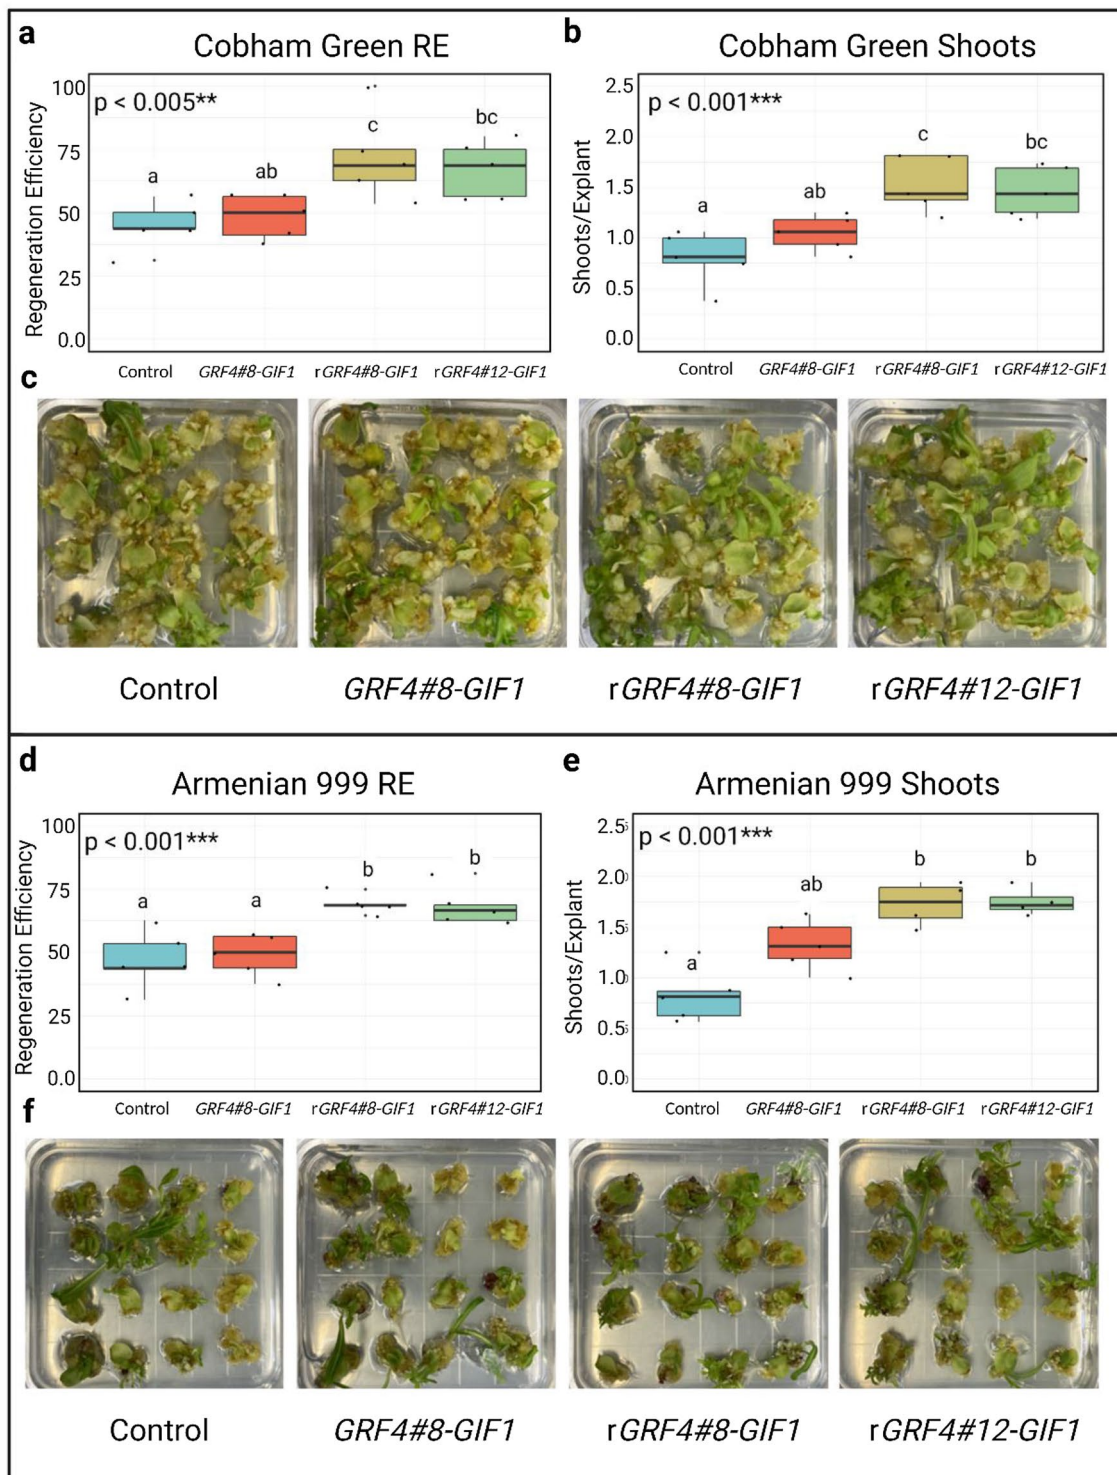 a
Cobham Green RE
Regeneration Efficiency
100
75
50
25
0.0
p < 0.005**
a
ab
c
bc
Control
GRF4#8-GIF1
rGRF4#8-GIF1
rGRF4#12-GIF1
b
Cobham Green Shoots
Shoots/Explant
2.5
2.0
1.5
1.0
0.5
0.0
p < 0.001***
a
ab
c
bc
Control
GRF4#8-GIF1
rGRF4#8-GIF1
rGRF4#12-GIF1
c
Control
GRF4#8-GIF1
rGRF4#8-GIF1
rGRF4#12-GIF1
d
Armenian 999 RE
Regeneration Efficiency
100
75
50
25
0.0
p < 0.001***
a
a
b
b
Control
GRF4#8-GIF1
rGRF4#8-GIF1
rGRF4#12-GIF1
e
Armenian 999 Shoots
Shoots/Explant
2.5
2.0
1.5
1.0
0.5
0.0
p < 0.001***
a
ab
b
b
Control
GRF4#8-GIF1
rGRF4#8-GIF1
rGRF4#12-GIF1
f
Control
GRF4#8-GIF1
rGRF4#8-GIF1
rGRF4#12-GIF1